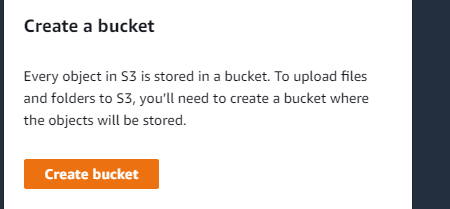 Create a bucket
Every object in S3 is stored in a bucket. To upload files
and folders to S3, you’ll need to create a bucket where
the objects will be stored.
Create bucket